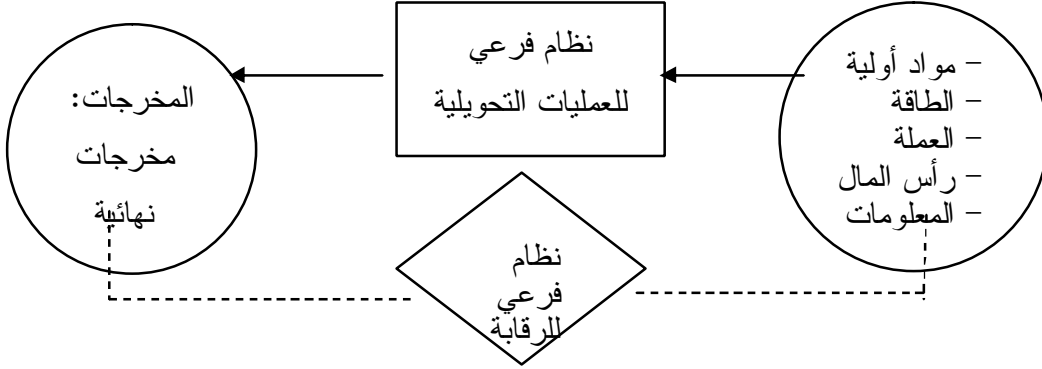 – مواد أولية
– الطاقة
– العملة
– رأس المال
– المعلومات
نظام فرعي
للعمليات التحويلية
المخرجات:
مخرجات
نهائية
نظام
فرعي
للرقابة